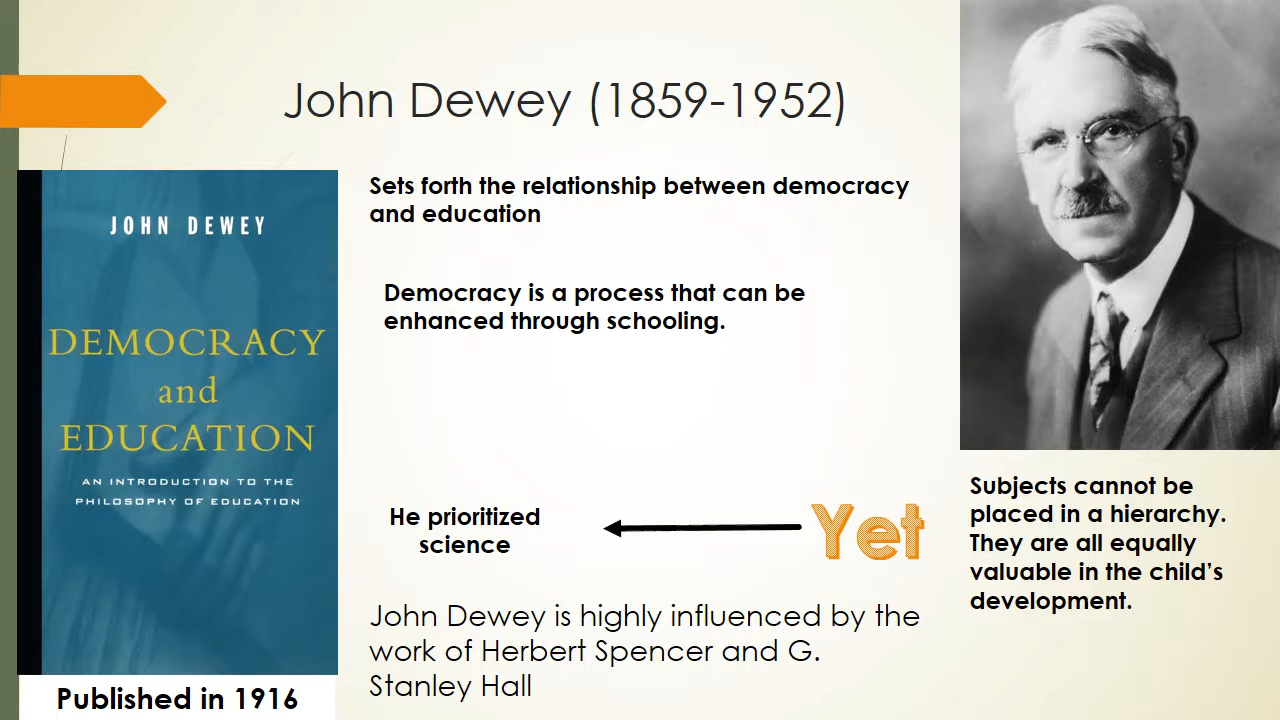 John Dewey (1859-1952)
JOHN DEWEY
DEMOCRACY
and
EDUCATION
AN INTRODUCTION TO THE
PHILOSOPHY OF EDUCATION
Published in 1916
Sets forth the relationship between democracy
and education
Democracy is a process that can be
enhanced through schooling.
Subjects cannot be
placed in a hierarchy.
They are all equally
valuable in the child's
development.
Yet
He prioritized
science
John Dewey is highly influenced by the
work of Herbert Spencer and G.
Stanley Hall